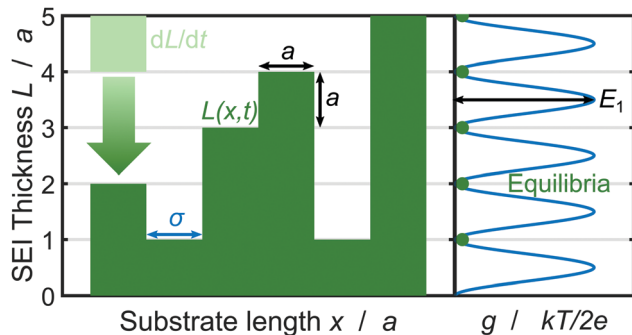 SEI Thickness L / a
5
4
3
2
1
0
dL/dt
L(x,t)
a
a
σ
E1
Equilibria
Substrate length x / a
g / kT/2e